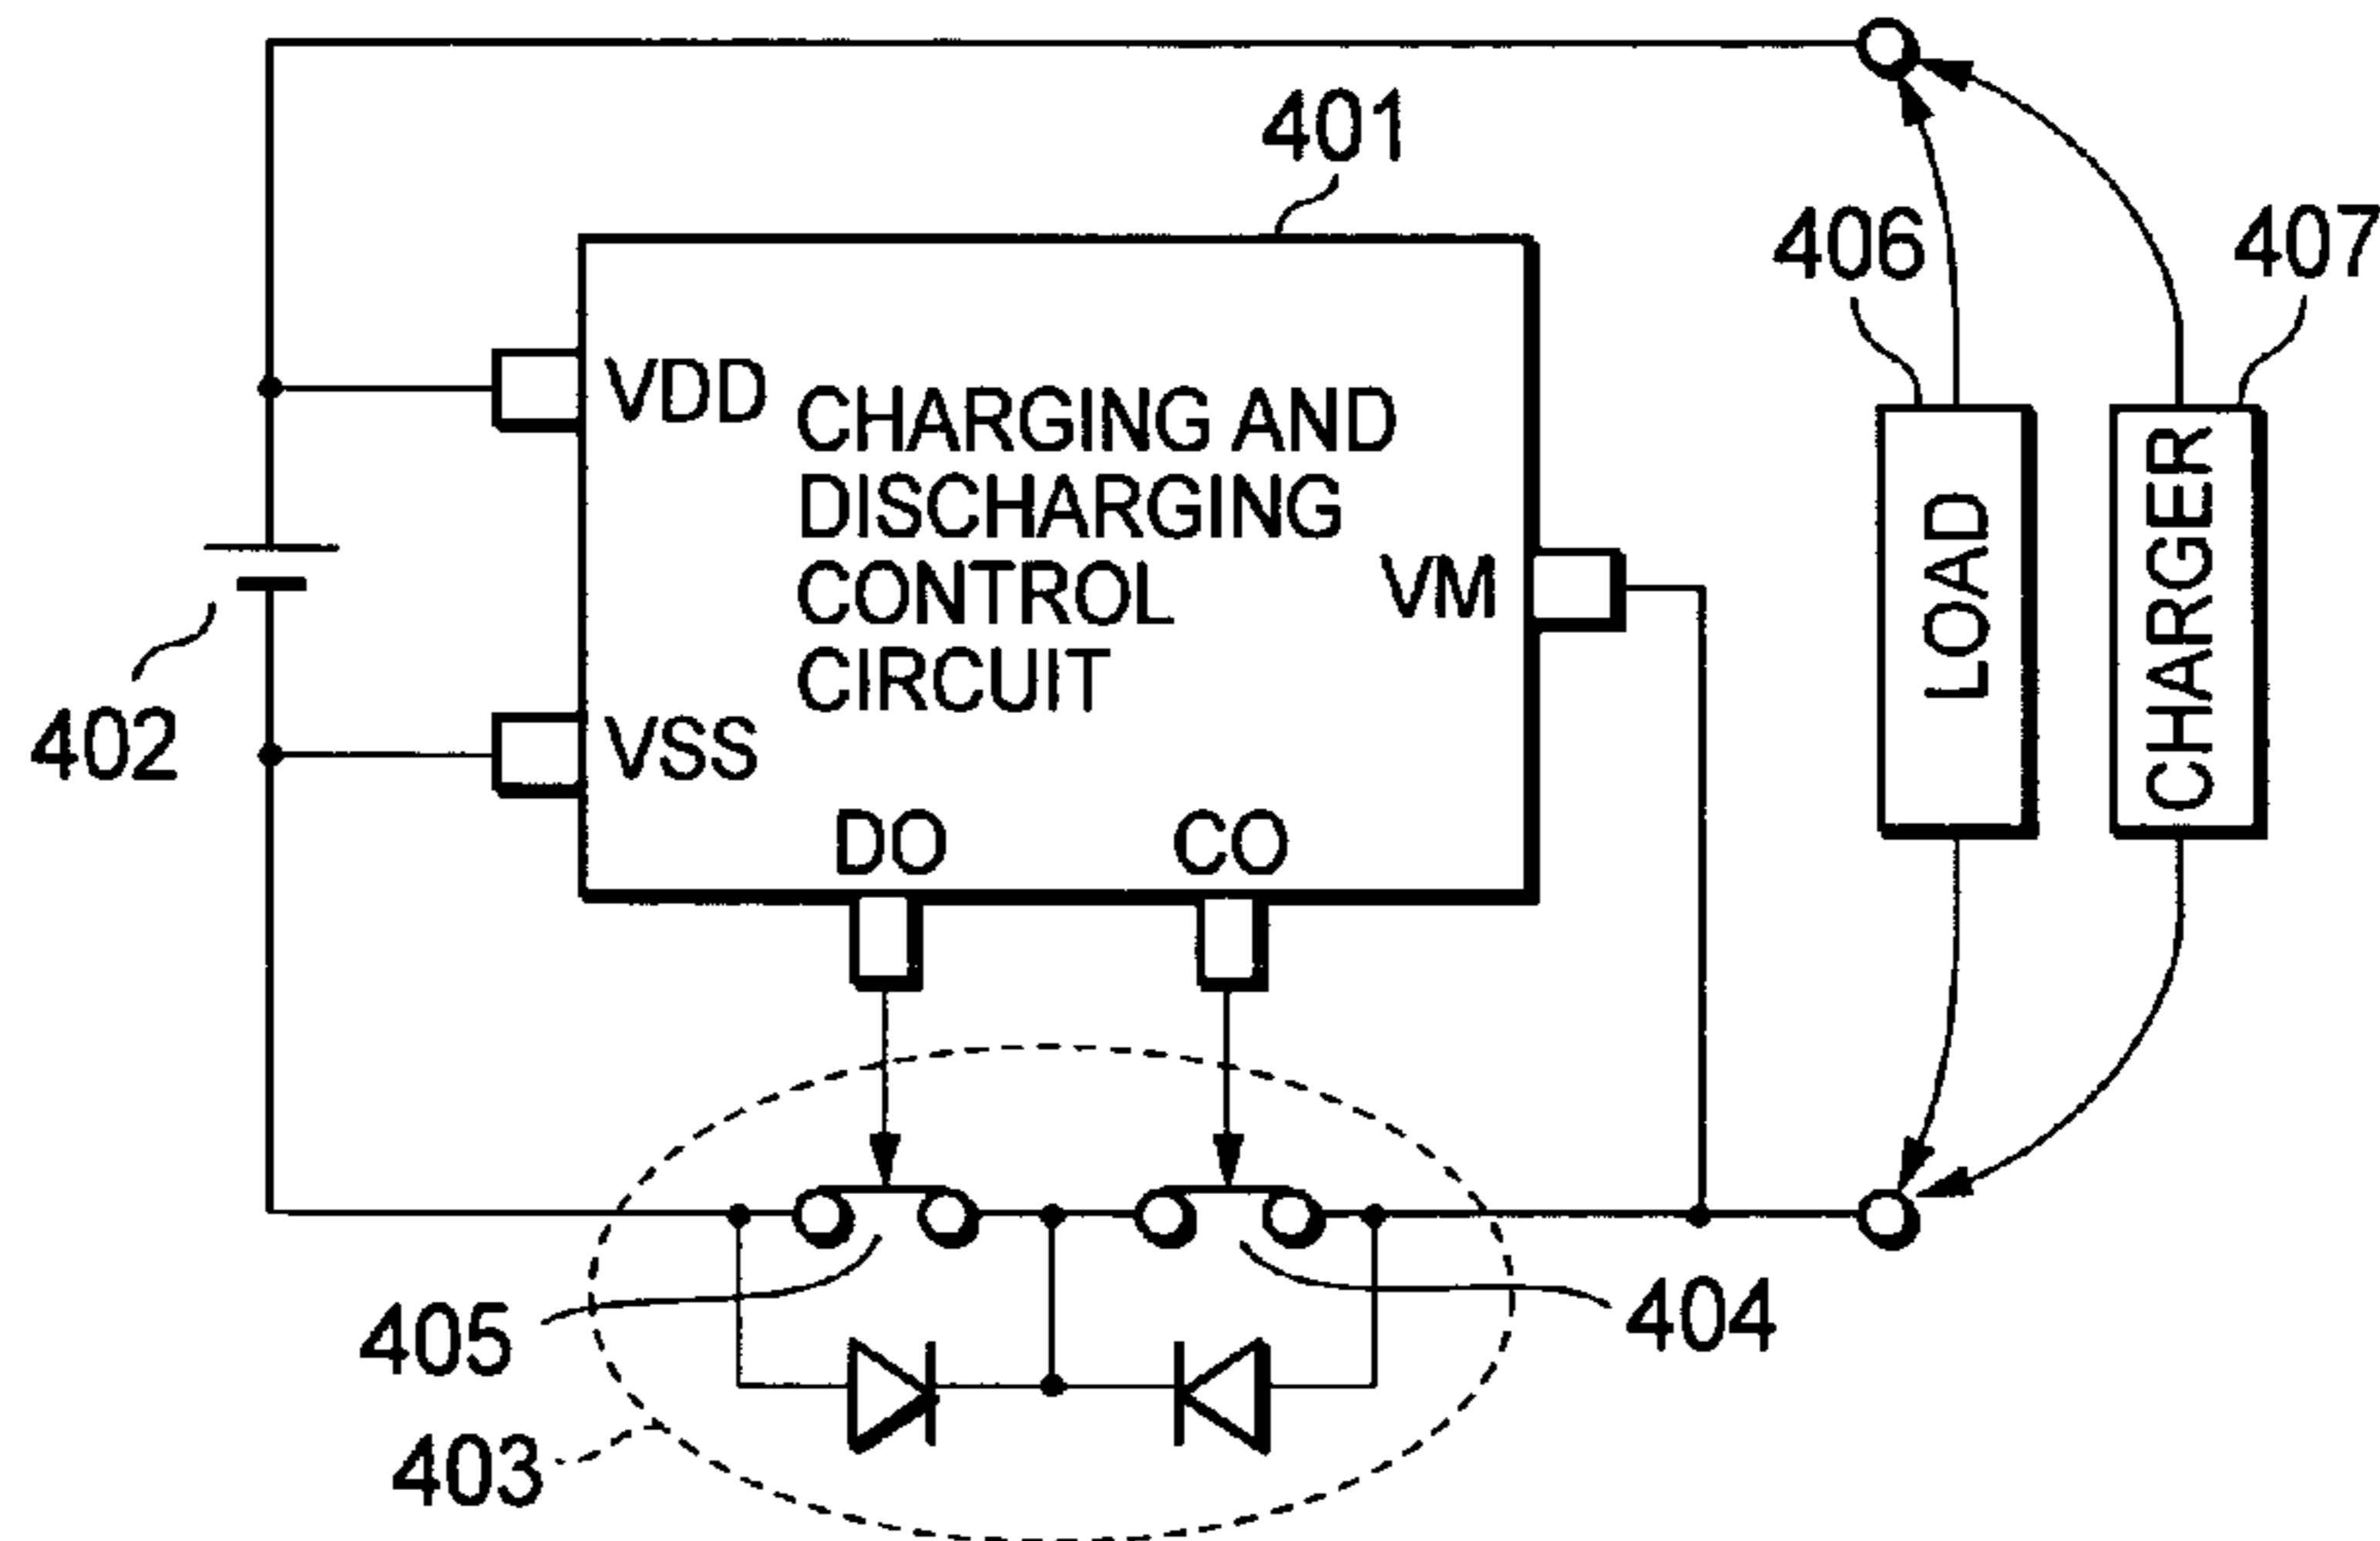 401
406
407
VDD
CHARGING AND
DISCHARGING
CONTROL
CIRCUIT
VM
LOAD
CHARGER
402
VSS
DO
CO
405
404
403